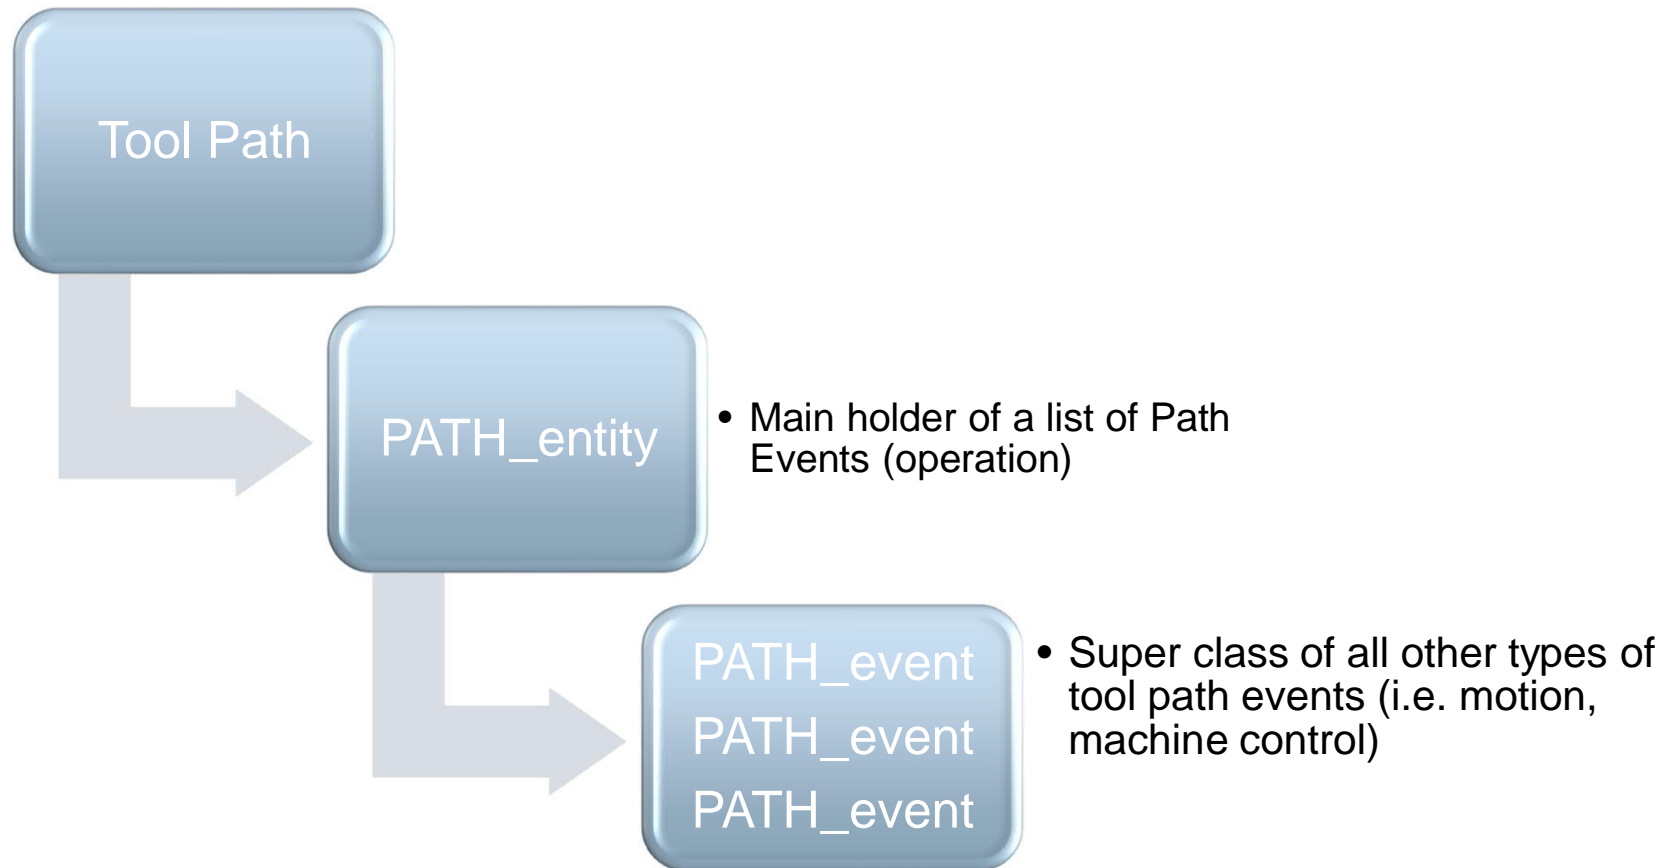 Tool Path
PATH_entity
• Main holder of a list of Path
Events (operation)
PATH_event
PATH_event
PATH_event
• Super class of all other types of
tool path events (i.e. motion,
machine control)